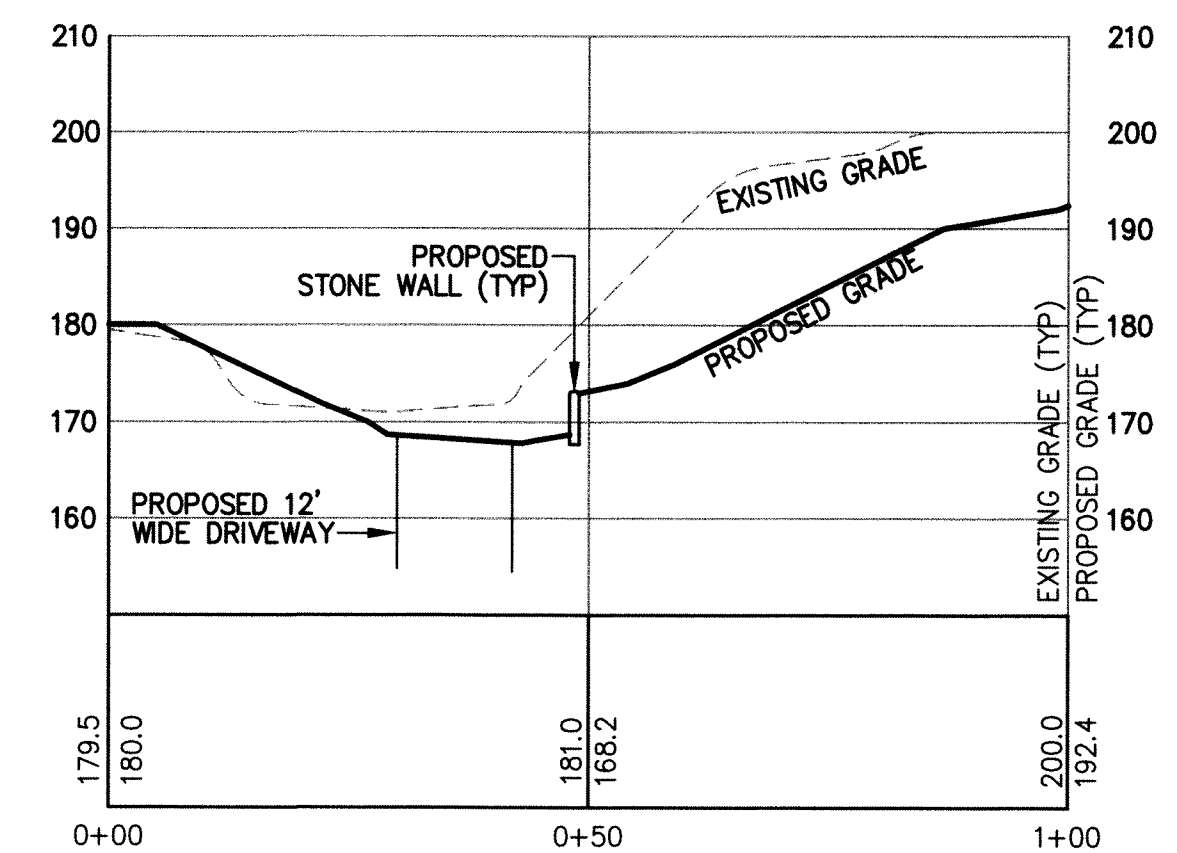 210
210
200
200
EXISTING GRADE
190
190
PROPOSED
STONE WALL (TYP)
180
180
PROPOSED GRADE
170
170
EXISTING GRADE (TYP)
PROPOSED GRADE (TYP)
PROPOSED 12'
WIDE DRIVEWAY
160
160
179.5
180.0
181.0
168.2
200.0
192.4
0+00
0+50
1+00